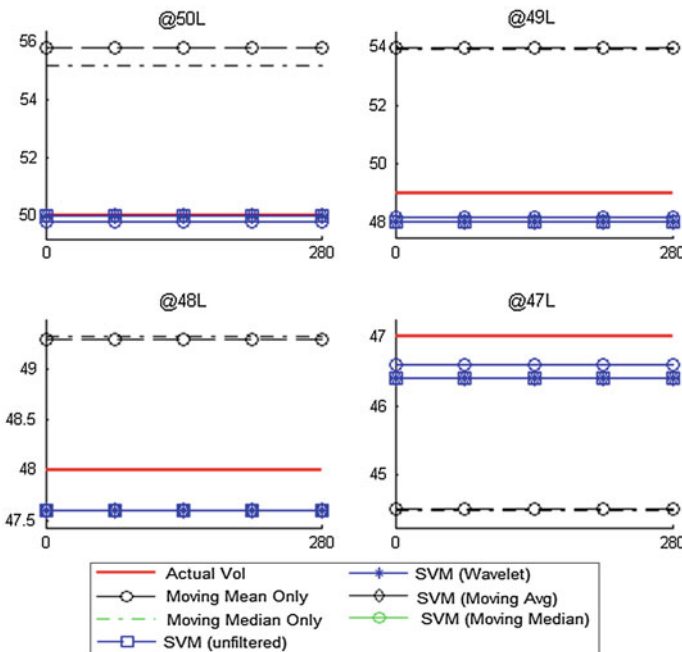 @50L
@49L
56
54
52
50
0
280
54
52
50
48
0
280
@48L
@47L
49
48.5
48
47.5
0
280
47
46
45
0
280
Actual Vol
Moving Mean Only
Moving Median Only
SVM (unfiltered)
SVM (Wavelet)
SVM (Moving Avg)
SVM (Moving Median)